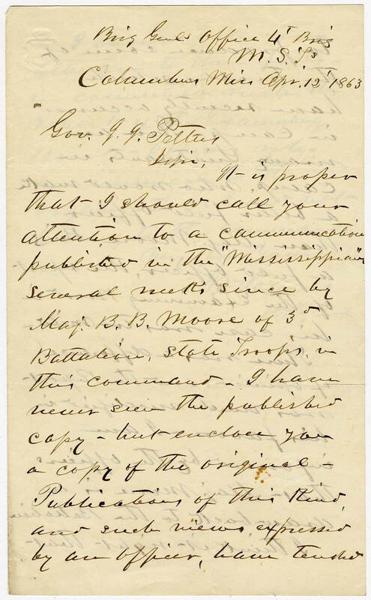 Brig Genls Office 4th Brig
M. S. Ts
Columbus Miss Apr. 12th 1863
Gov. J. J. Pettus
Sir,
It is proper
that I should call your
attention to a communication
published in the "Mississippian"
several weeks since by
Maj. B. B. Moore of 3d
Battalion, State Troops in
this command - I have
never seen the published
copy - but enclose you
a copy of the original -
Publications of this kind,
and such views expressed
by an officer, have tended